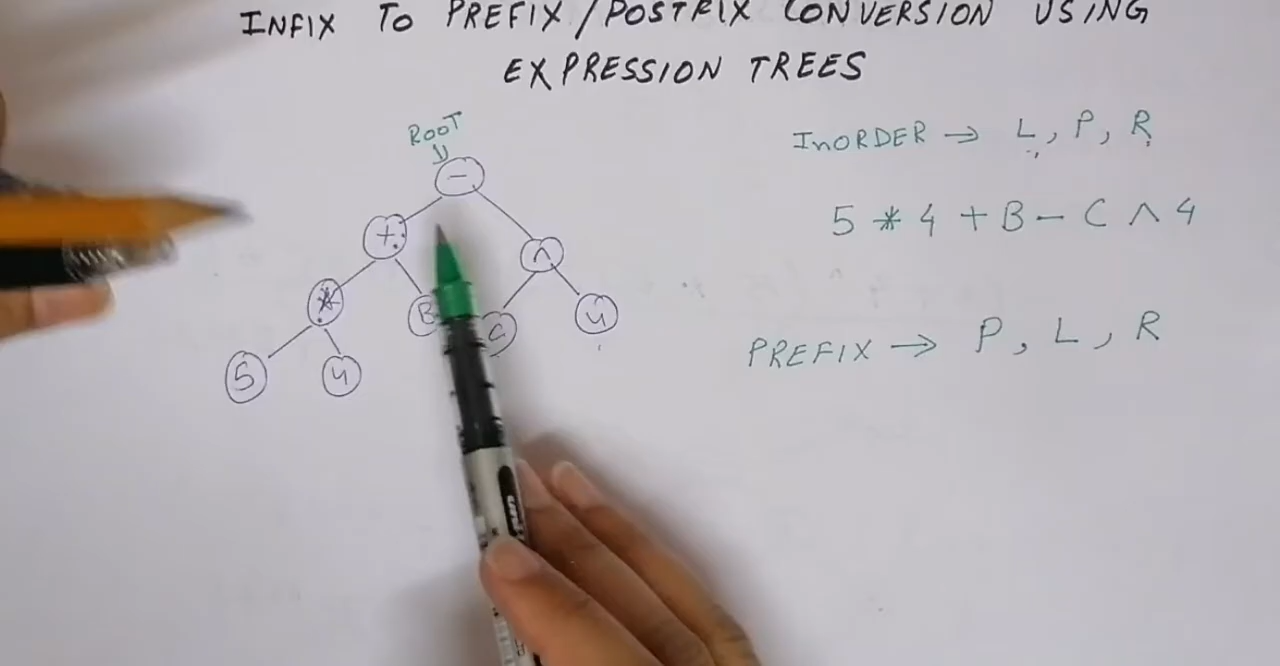 INFIX TO PREFIX/POSTFIX CONVERSION USING
EXPRESSION TREES
ROOT
InORDER → L, P, R
-
5 * 4 + B - C ∧ 4
+
∧
*
B
C
4
PREFIX → P, L, R
5
4